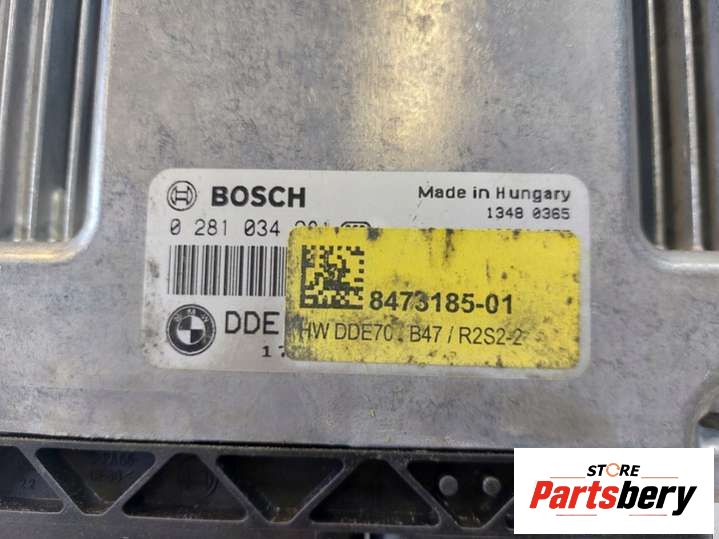 BOSCH
Made in Hungary
0 281 034
1348 0365
8473185-01
DDE
HW DDE70 B47 / R2S2-2
17
STORE
Partsbery